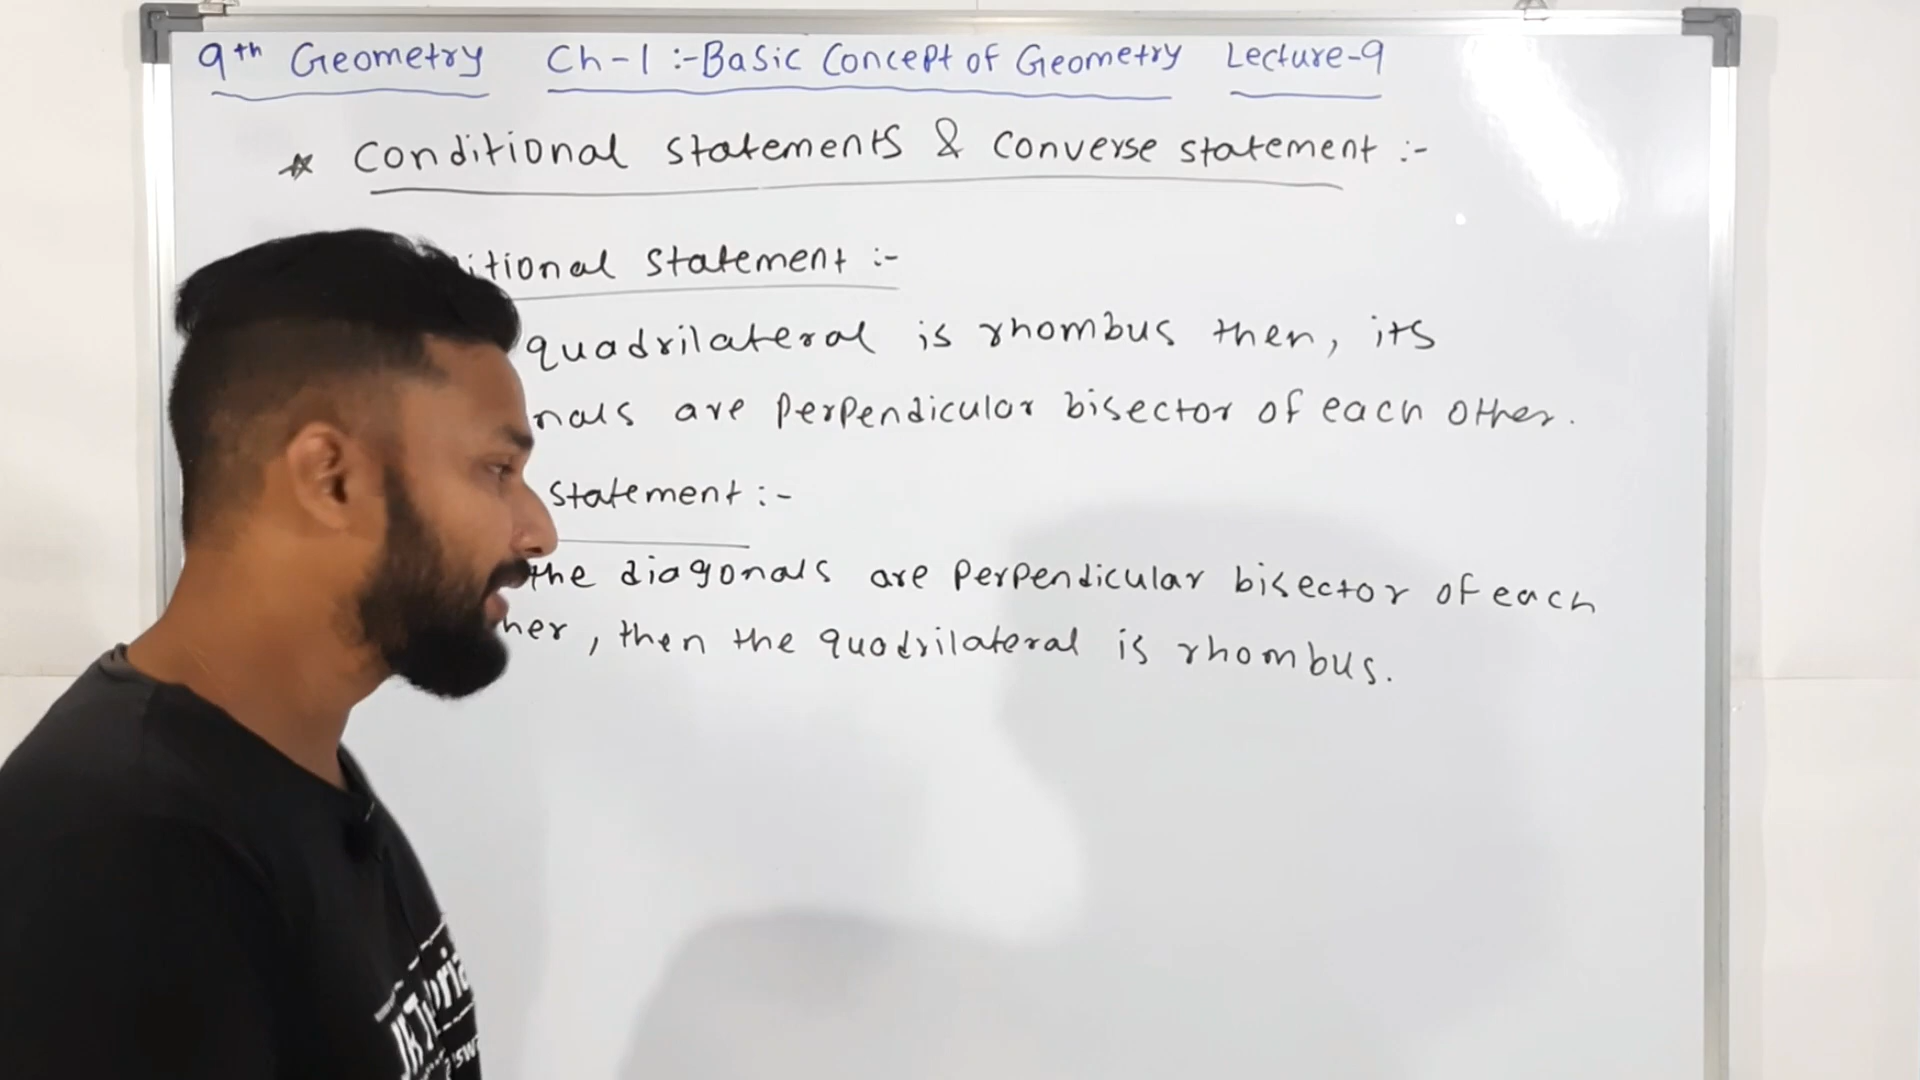 9th Geometry Ch-1 :- Basic Concept of Geometry Lecture-9
* Conditional statements & Converse statement :-
itional statement :-
quadrilateral is rhombus then, its
nals are perpendicular bisector of each other.
statement :-
the diagonals are perpendicular bisector of each
her, then the quadrilateral is rhombus.